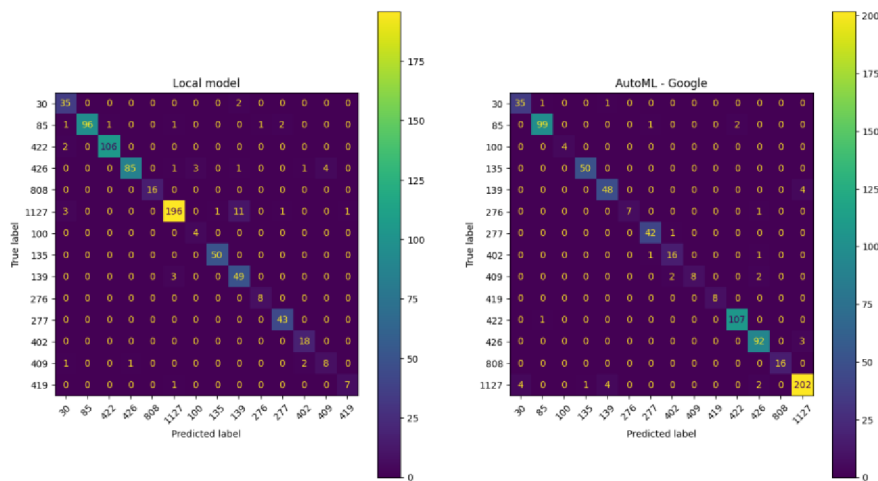 Local model
True label
30 35 0 0 0 0 0 0 0 2 0 0 0 0 0
85 1 96 1 0 0 1 0 0 0 1 2 0 0 0
422 2 0 106 0 0 0 0 0 0 0 0 0 0 0
426 0 0 0 85 0 1 3 0 1 0 0 1 4 0
808 0 0 0 0 16 0 0 0 0 0 0 0 0 0
1127 3 0 0 0 0 196 0 1 11 0 1 0 0 1
100 0 0 0 0 0 0 4 0 0 0 0 0 0 0
135 0 0 0 0 0 0 0 50 0 0 0 0 0 0
139 0 0 0 0 0 3 0 0 49 0 0 0 0 0
276 0 0 0 0 0 0 0 0 0 8 0 0 0 0
277 0 0 0 0 0 0 0 0 0 0 43 0 0 0
402 0 0 0 0 0 0 0 0 0 0 0 18 0 0
409 1 0 0 1 0 0 0 0 0 0 0 2 8 0
419 0 0 0 0 0 1 0 0 0 0 0 0 0 7
30 85 422 426 808 1127 100 135 139 276 277 402 409 419
Predicted label
175
150
125
100
75
50
25
0
AutoML - Google
True label
30 35 1 0 0 1 0 0 0 0 0 0 0 0 0
85 0 99 0 0 0 0 1 0 0 0 2 0 0 0
100 0 0 4 0 0 0 0 0 0 0 0 0 0 0
135 0 0 0 50 0 0 0 0 0 0 0 0 0 0
139 0 0 0 0 48 0 0 0 0 0 0 0 0 4
276 0 0 0 0 0 7 0 0 0 0 0 1 0 0
277 0 0 0 0 0 0 42 1 0 0 0 0 0 0
402 0 0 0 0 0 0 1 16 0 0 0 1 0 0
409 0 0 0 0 0 0 0 2 8 0 0 2 0 0
419 0 0 0 0 0 0 0 0 0 8 0 0 0 0
422 0 1 0 0 0 0 0 0 0 0 107 0 0 0
426 0 0 0 0 0 0 0 0 0 0 0 92 0 3
808 0 0 0 0 0 0 0 0 0 0 0 0 16 0
1127 4 0 0 1 4 0 0 0 0 0 0 2 0 202
30 85 100 135 139 276 277 402 409 419 422 426 808 1127
Predicted label
200
175
150
125
100
75
50
25
0